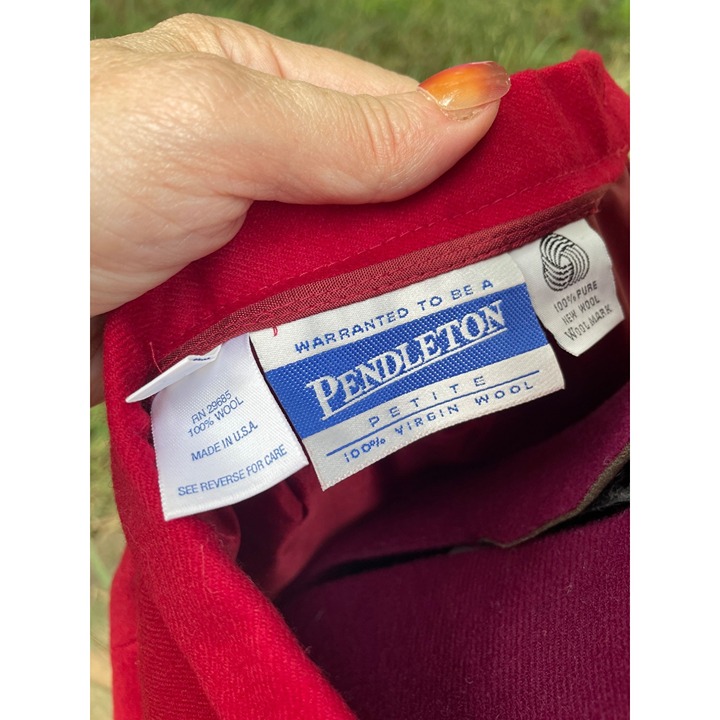 WARRANTED TO BE A
PENDLETON
PETITE
100% VIRGIN WOOL
RN 29685
100% WOOL
MADE IN U.S.A.
SEE REVERSE FOR CARE
100% PURE
NEW WOOL
WOOLMARK